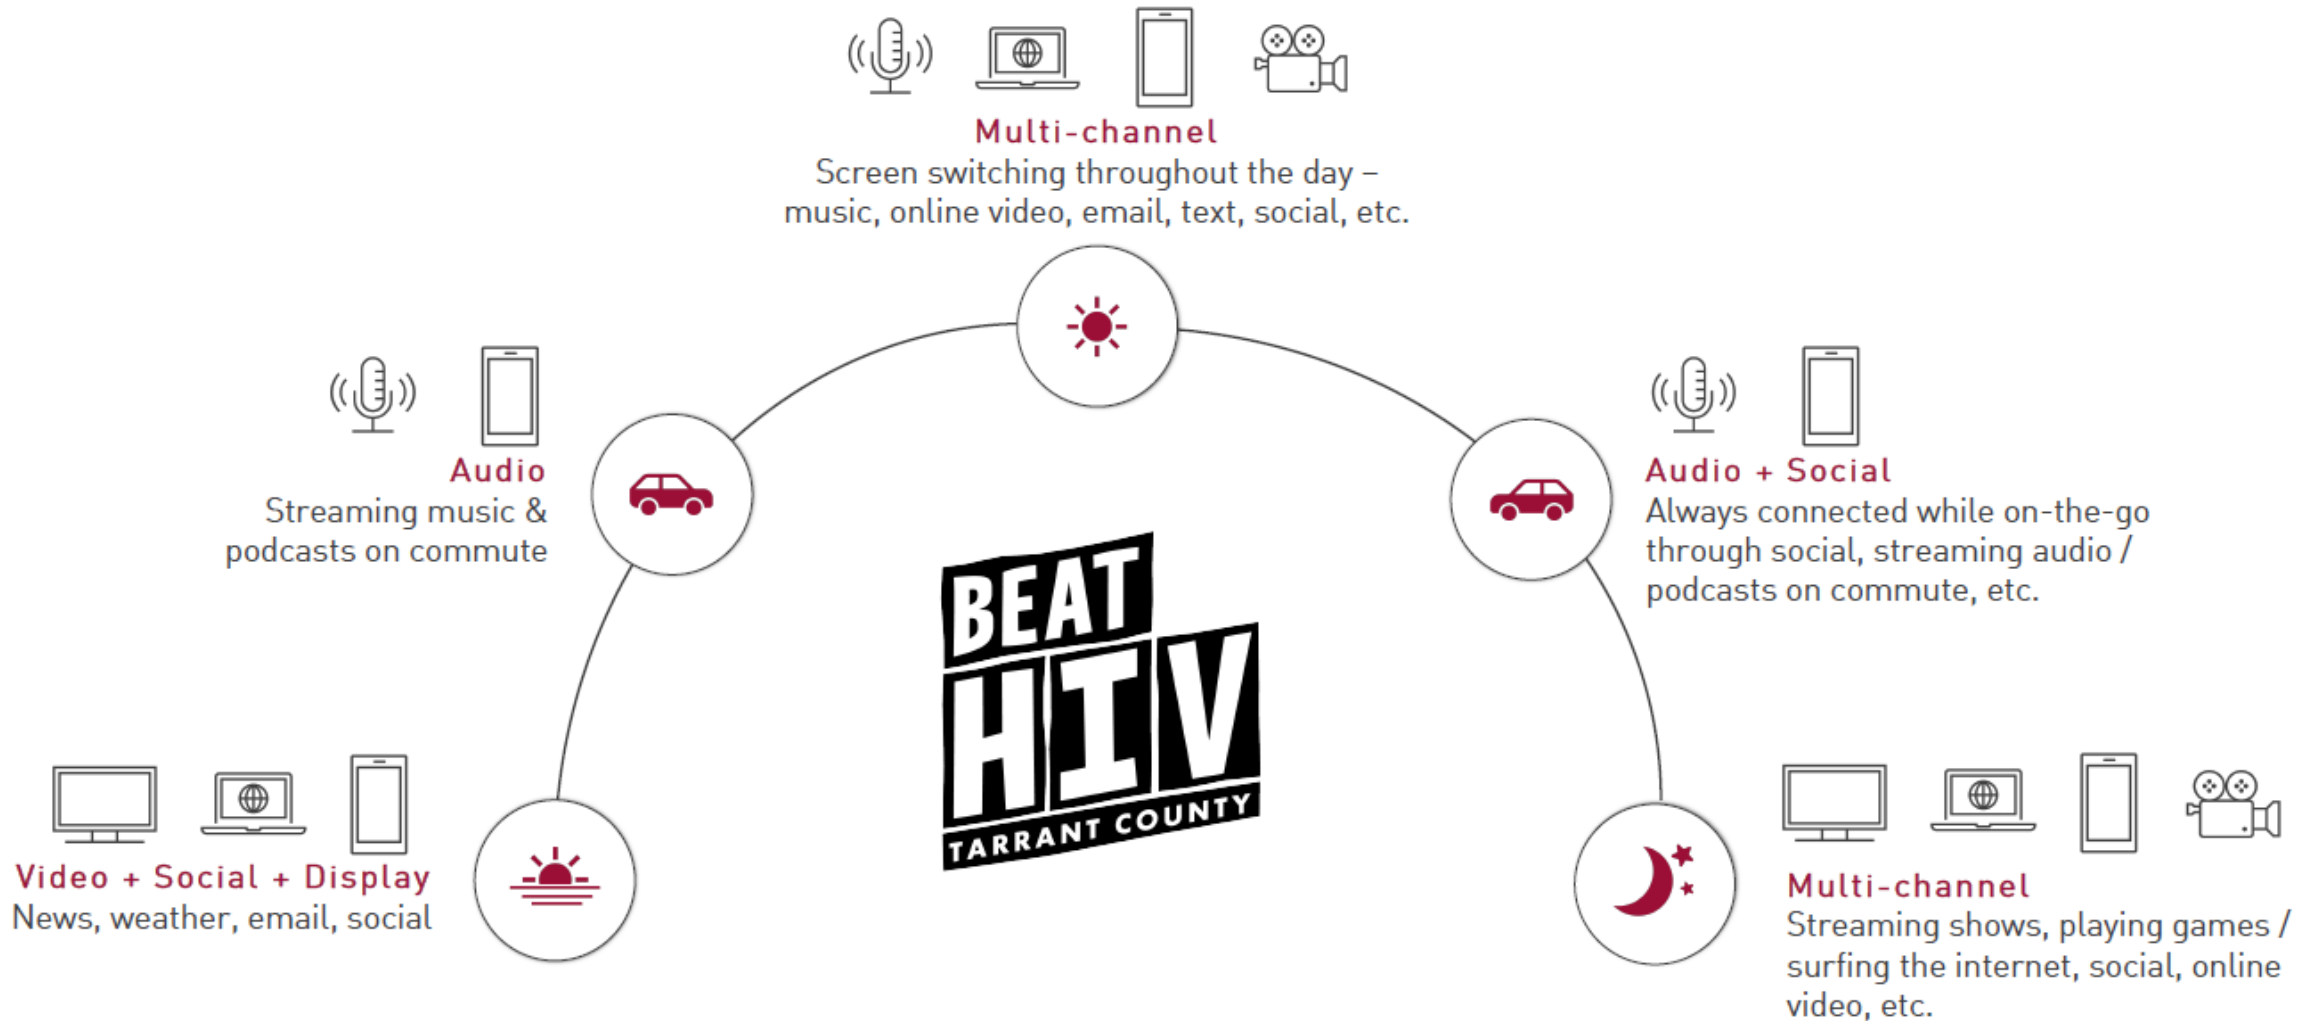 Multi-channel
Screen switching throughout the day –
music, online video, email, text, social, etc.
Audio
Streaming music &
podcasts on commute
Audio + Social
Always connected while on-the-go
through social, streaming audio /
podcasts on commute, etc.
BEAT
HIV
TARRANT COUNTY
Video + Social + Display
News, weather, email, social
Multi-channel
Streaming shows, playing games /
surfing the internet, social, online
video, etc.